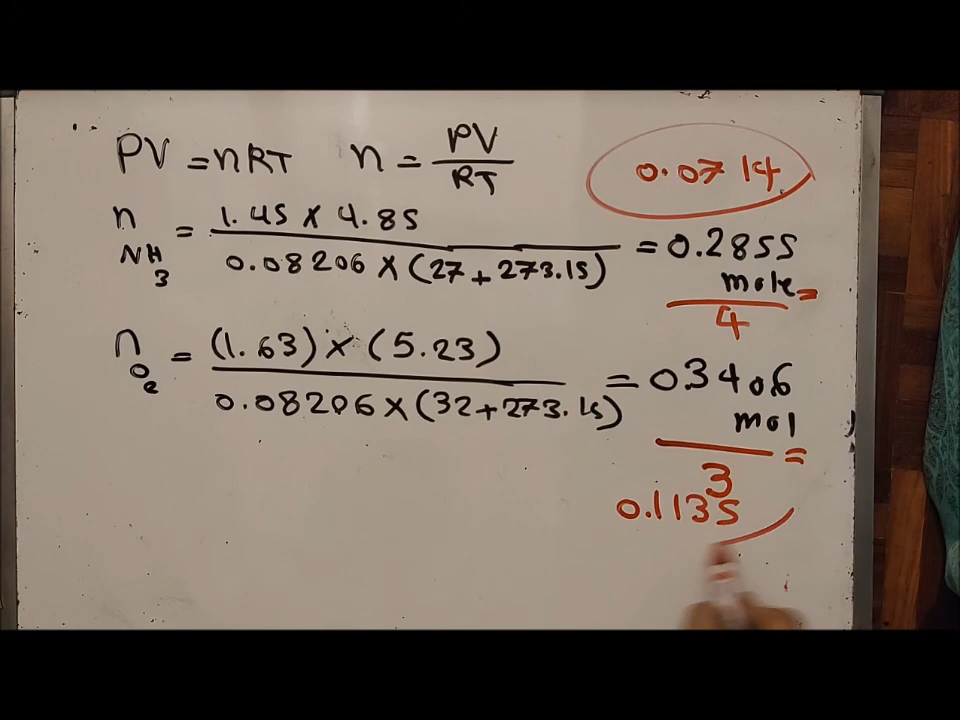 PV = nRT n = PV / RT 0.0714
n NH3 = 1.45 × 4.85 / 0.08206 × (27 + 273.15) = 0.2855 mole / 4 =
n O2 = (1.63) × (5.23) / 0.08206 × (32 + 273.15) = 0.3406 mol / 3 =
0.1135